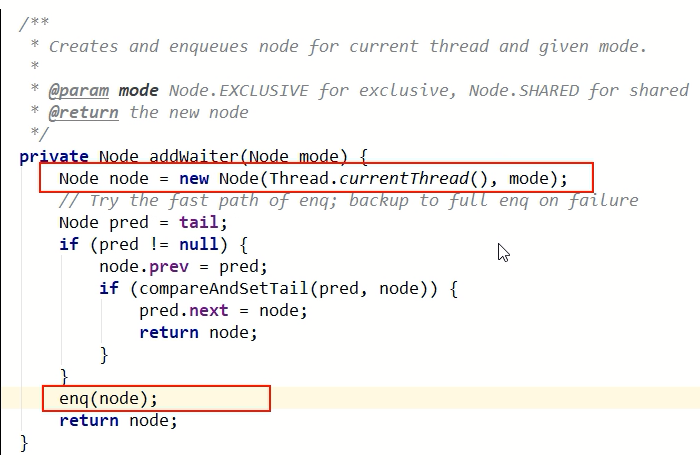 /**
 * Creates and enqueues node for current thread and given mode.
 *
 * @param mode Node.EXCLUSIVE for exclusive, Node.SHARED for shared
 * @return the new node
 */
private Node addWaiter(Node mode) {
    Node node = new Node(Thread.currentThread(), mode);
    // Try the fast path of enq; backup to full enq on failure
    Node pred = tail;
    if (pred != null) {
        node.prev = pred;
        if (compareAndSetTail(pred, node)) {
            pred.next = node;
            return node;
        }
    }
    enq(node);
    return node;
}